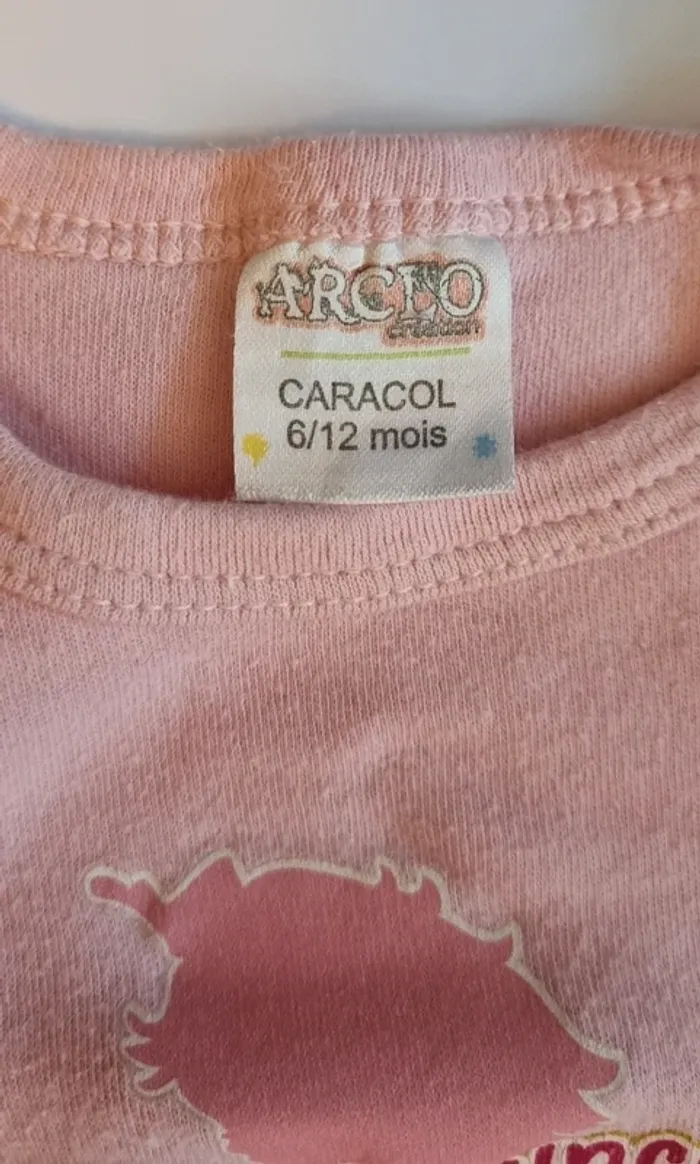 ARCEO
création
CARACOL
6/12 mois